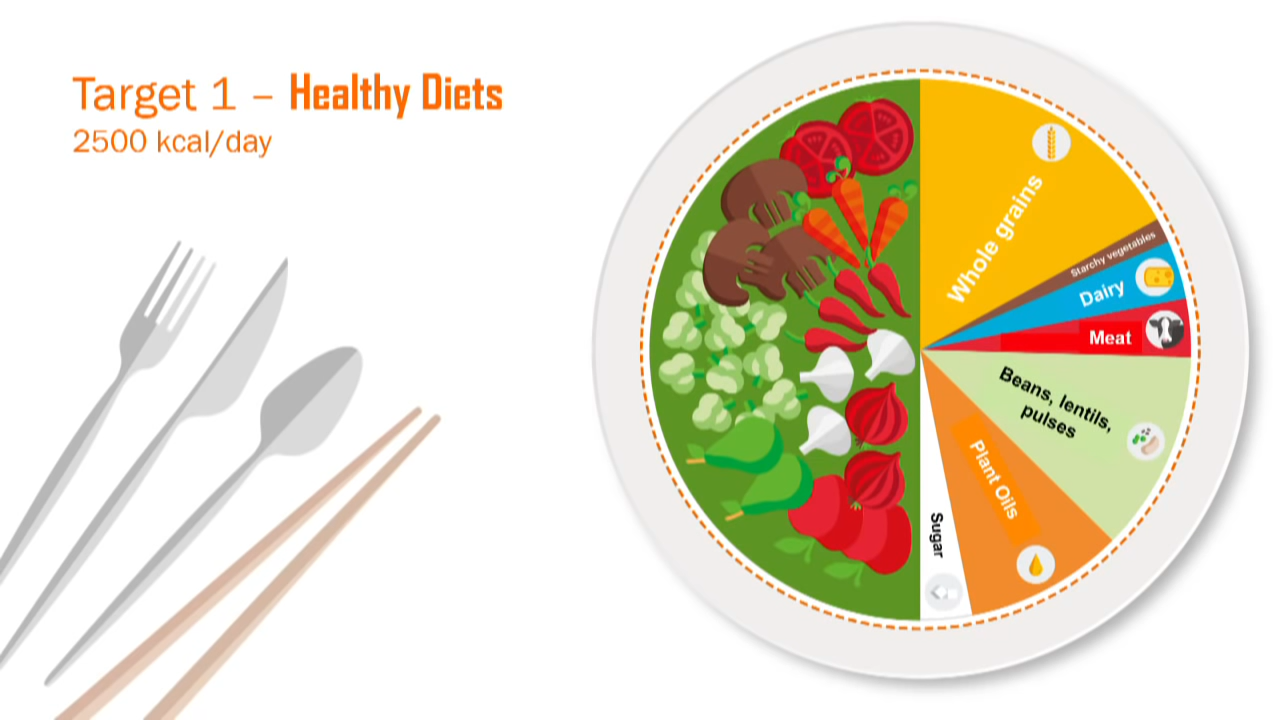 Target 1 – Healthy Diets
2500 kcal/day
Whole grains
Starchy vegetables
Dairy
Meat
Beans, lentils,
pulses
Plant Oils
Sugar